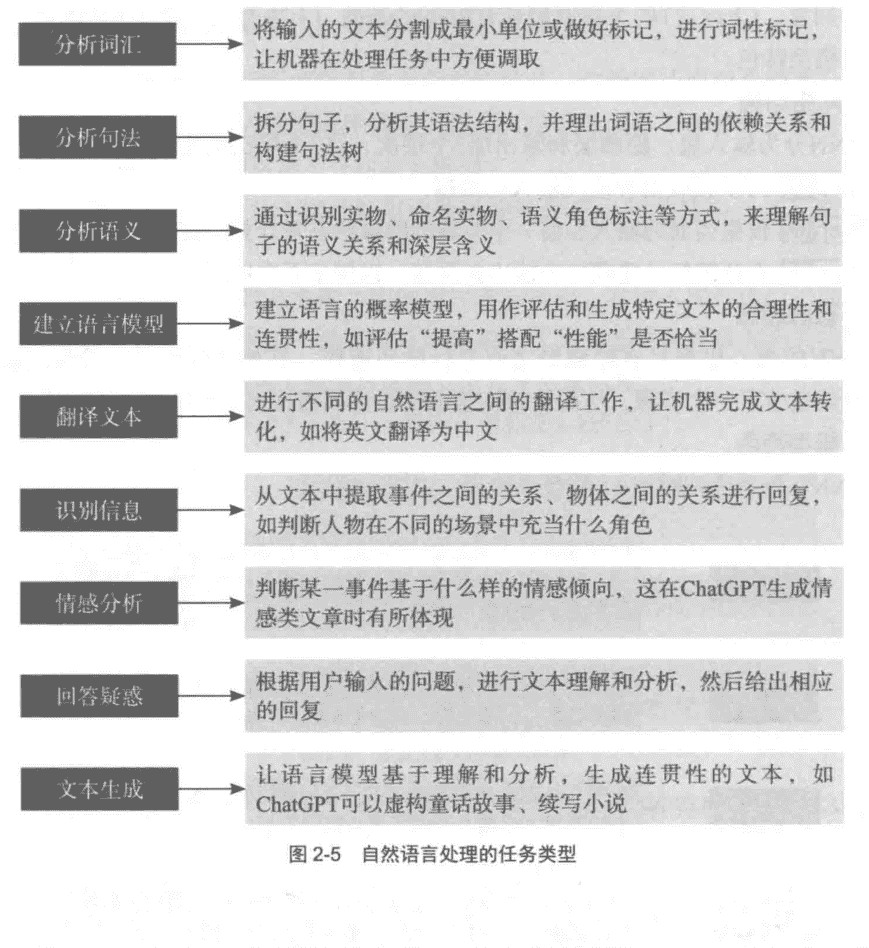 分析词汇
将输入的文本分割成最小单位或做好标记，进行词性标记，
让机器在处理任务中方便调取
分析句法
拆分句子，分析其语法结构，并理出词语之间的依赖关系和
构建句法树
分析语义
通过识别实物、命名实物、语义角色标注等方式，来理解句
子的语义关系和深层含义
建立语言模型
建立语言的概率模型，用作评估和生成特定文本的合理性和
连贯性，如评估“提高”搭配“性能”是否恰当
翻译文本
进行不同的自然语言之间的翻译工作，让机器完成文本转
化，如将英文翻译为中文
识别信息
从文本中提取事件之间的关系、物体之间的关系进行回复，
如判断人物在不同的场景中充当什么角色
情感分析
判断某一事件基于什么样的情感倾向，这在ChatGPT生成情
感类文章时有所体现
回答疑惑
根据用户输入的问题，进行文本理解和分析，然后给出相应
的回复
文本生成
让语言模型基于理解和分析，生成连贯性的文本，如
ChatGPT可以虚构童话故事、续写小说
图 2-5 自然语言处理的任务类型